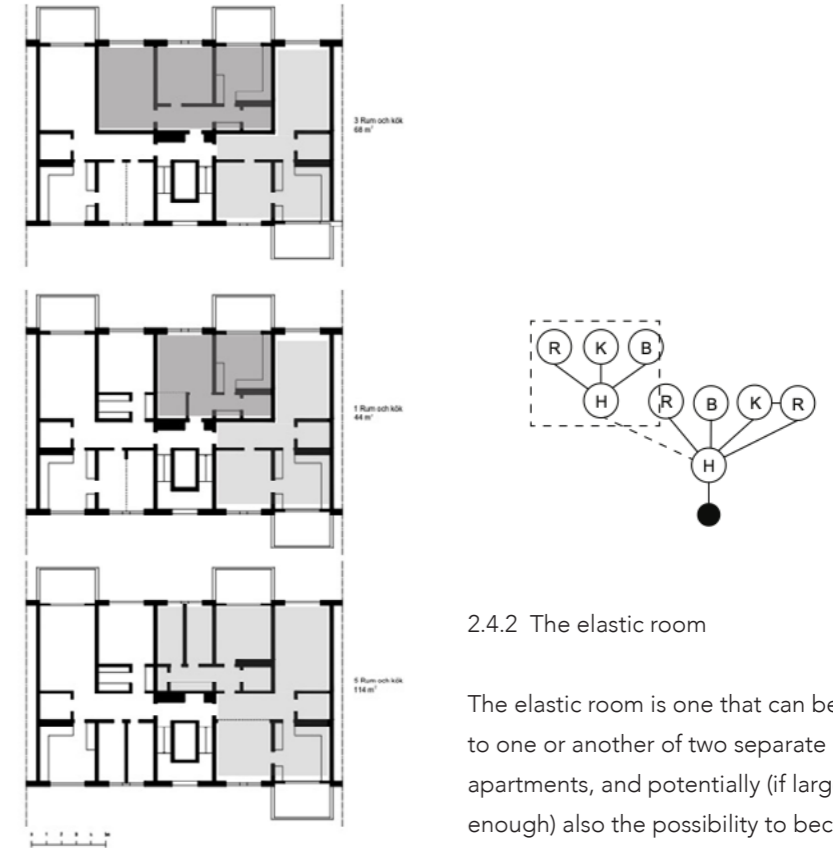 3 Rum och kök
68 m²
1 Rum och kök
44 m²
5 Rum och kök
114 m²
R K B
H R B K R
H
2.4.2 The elastic room
The elastic room is one that can be
to one or another of two separate
apartments, and potentially (if larg
enough) also the possibility to bec